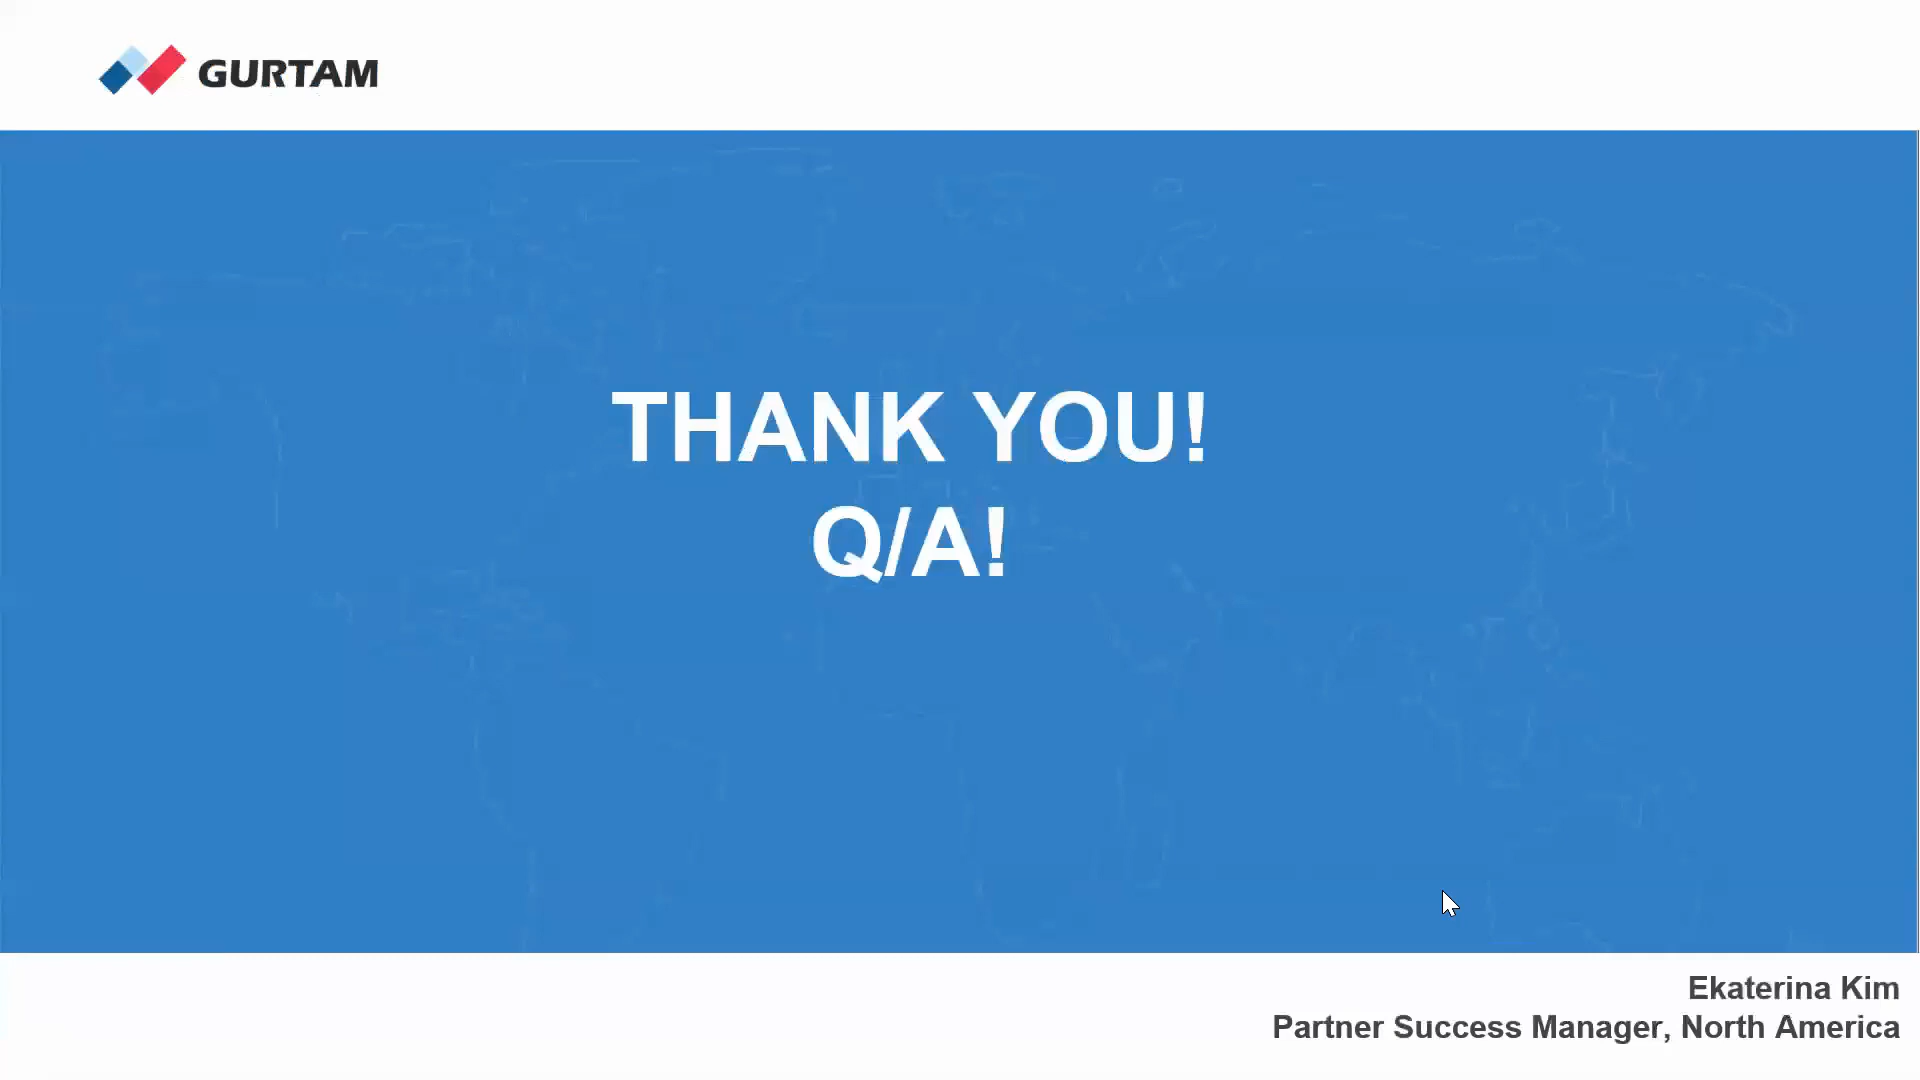 GURTAM
THANK YOU!
Q/A!
Ekaterina Kim
Partner Success Manager, North America